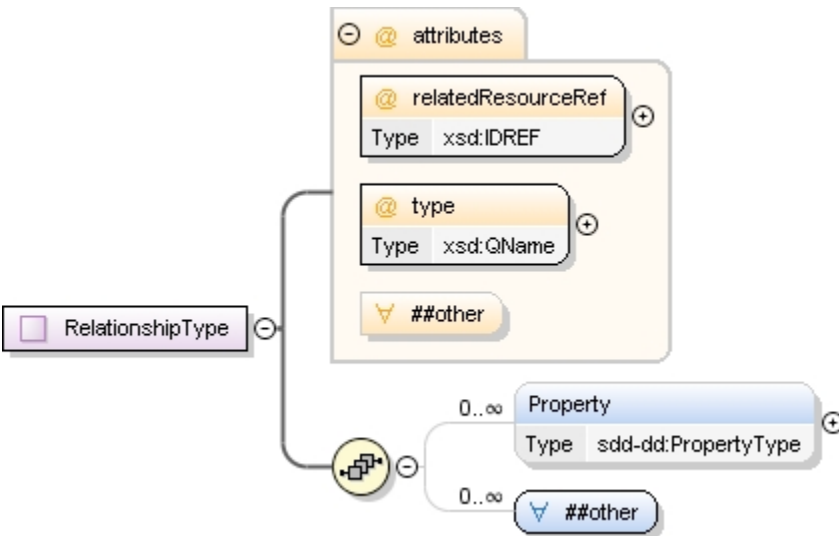 @ attributes
@ relatedResourceRef
Type xsd:IDREF
@ type
Type xsd:QName
∀ ##other
RelationshipType
0..∞ Property
Type sdd-dd:PropertyType
0..∞ ∀ ##other